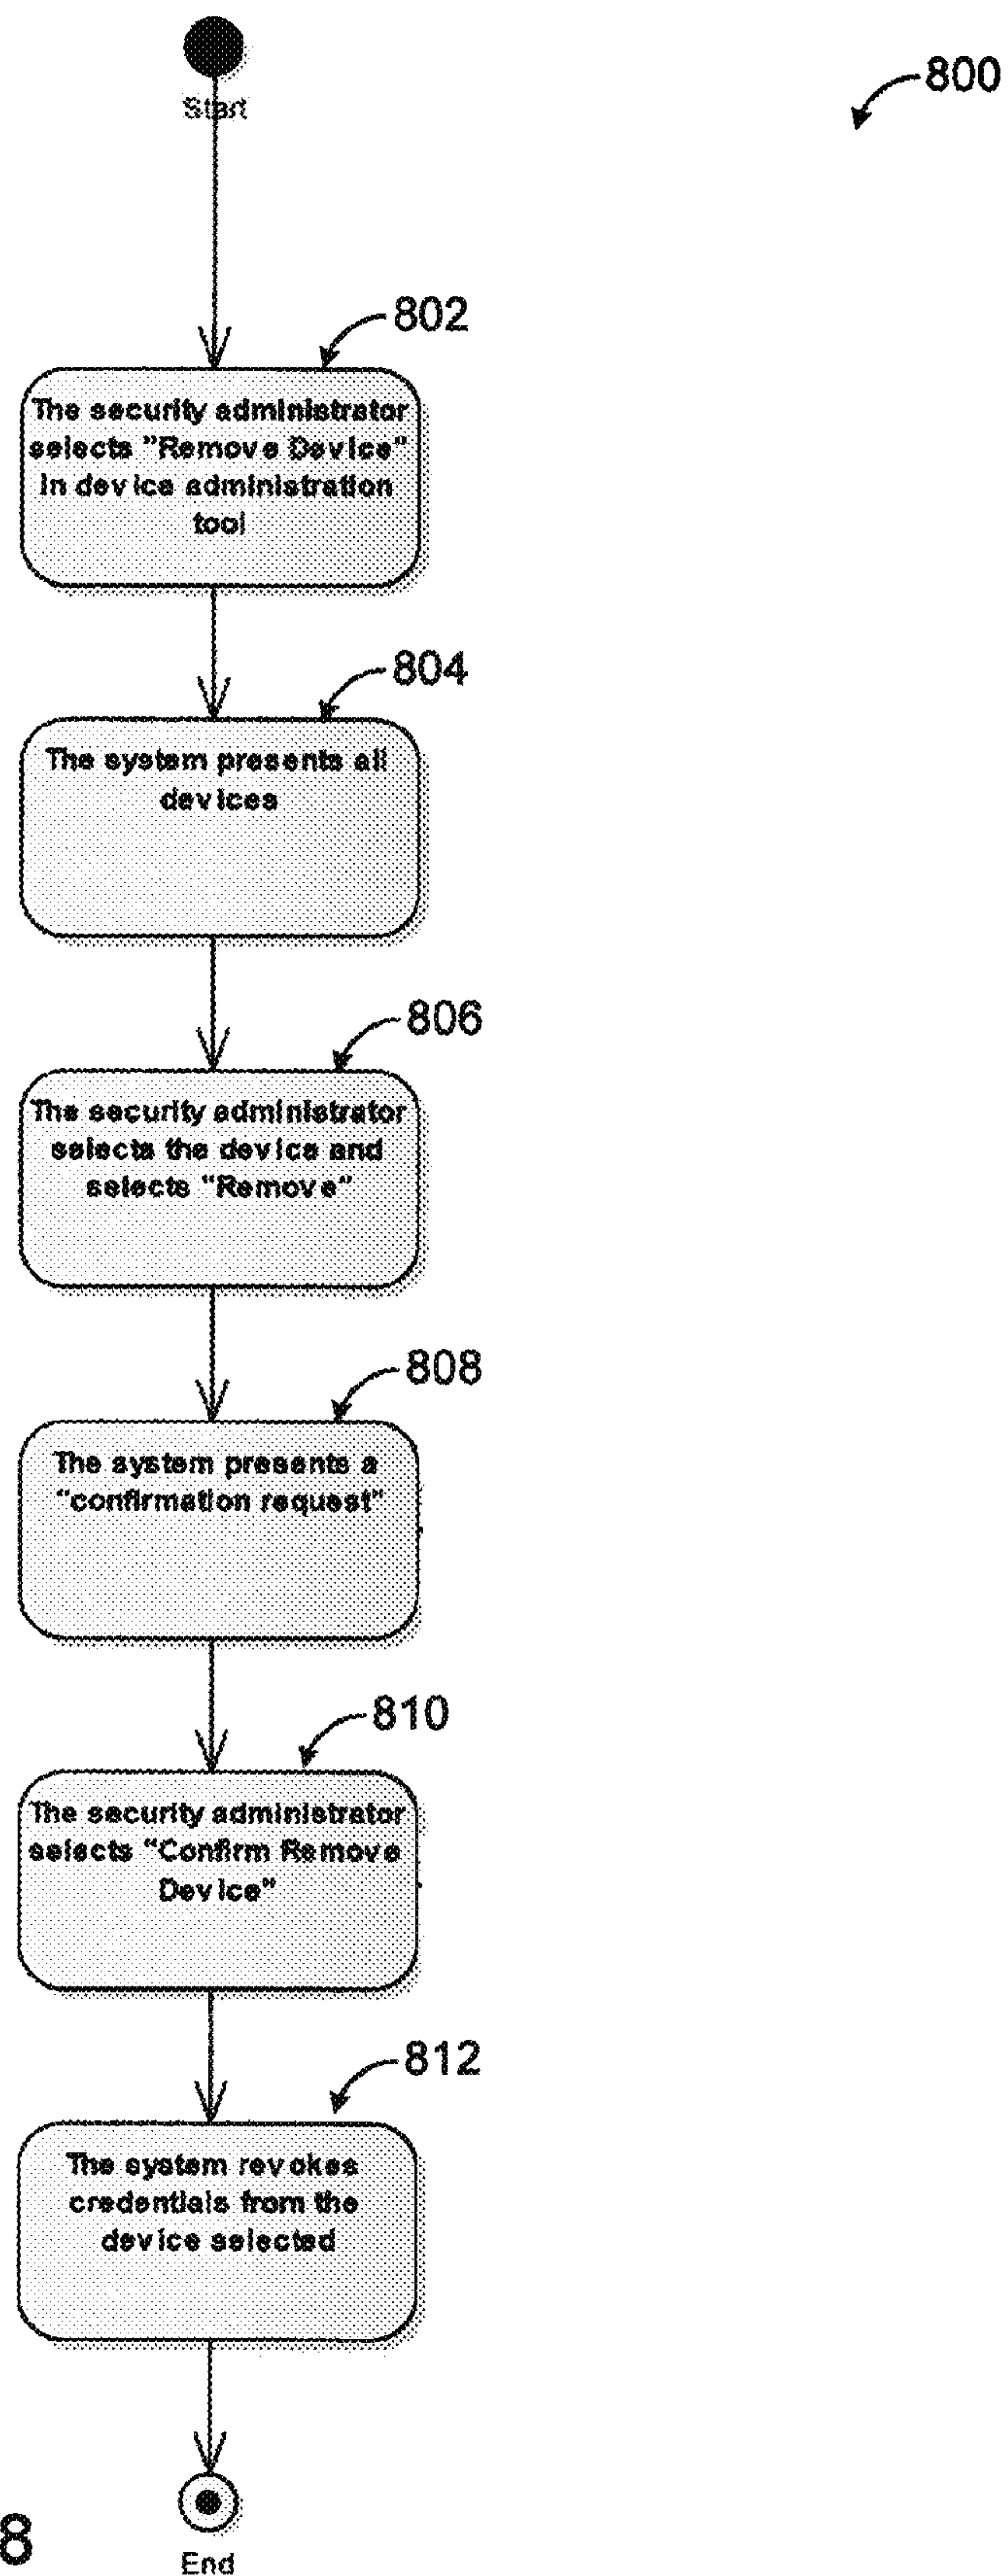 Start
800
802
The security administrator
selects "Remove Device"
in device administration
tool
804
The system presents all
devices
806
The security administrator
selects the device and
selects "Remove"
808
The system presents a
"confirmation request"
810
The security administrator
selects "Confirm Remove
Device"
812
The system revokes
credentials from the
device selected
End
8